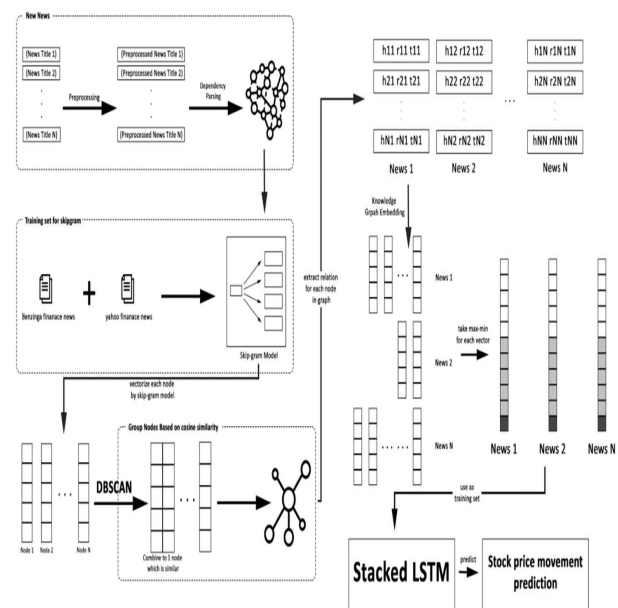 New News
(News Title 1)
(News Title 2)
(News Title N)
Preprocessing
(Preprocessed News Title 1)
(Preprocessed News Title 2)
(Preprocessed News Title N)
Dependency
Parsing
Training set for skipgram
Benzinga finanace news
yahoo finanace news
Skip-gram Model
vectorize each node
by skip-gram model
Group Nodes Based on cosine similarity
DBSCAN
Node 1
Node 2
Node N
Combine to 1 node
which is similar
extract relation
for each node
in graph
h11 r11 t11
h12 r12 t12
h1N r1N t1N
h21 r21 t21
h22 r22 t22
h2N r2N t2N
hN1 rN1 tN1
hN2 rN2 tN2
hNN rNN tNN
News 1
News 2
News N
Knowledge
Grpah Embedding
News 1
News 2
News N
take max-min
for each vector
News 1
News 2
News N
use as
training set
Stacked LSTM
predict
Stock price movement
prediction